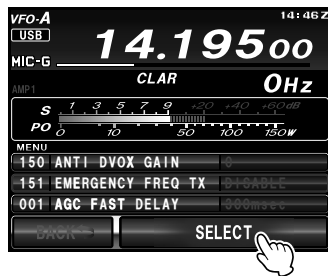 VFO-A 14:46Z
USB 14.19500
MIC-G
CLAR 0Hz
AMP1
S 1 3 5 7 9 +20 +40 +60dB
PO 0 10 50 100 150W
MENU
150 ANTI DVOX GAIN 0
151 EMERGENCY FREQ TX DISABLE
001 AGC FAST DELAY 300msec
BACK SELECT